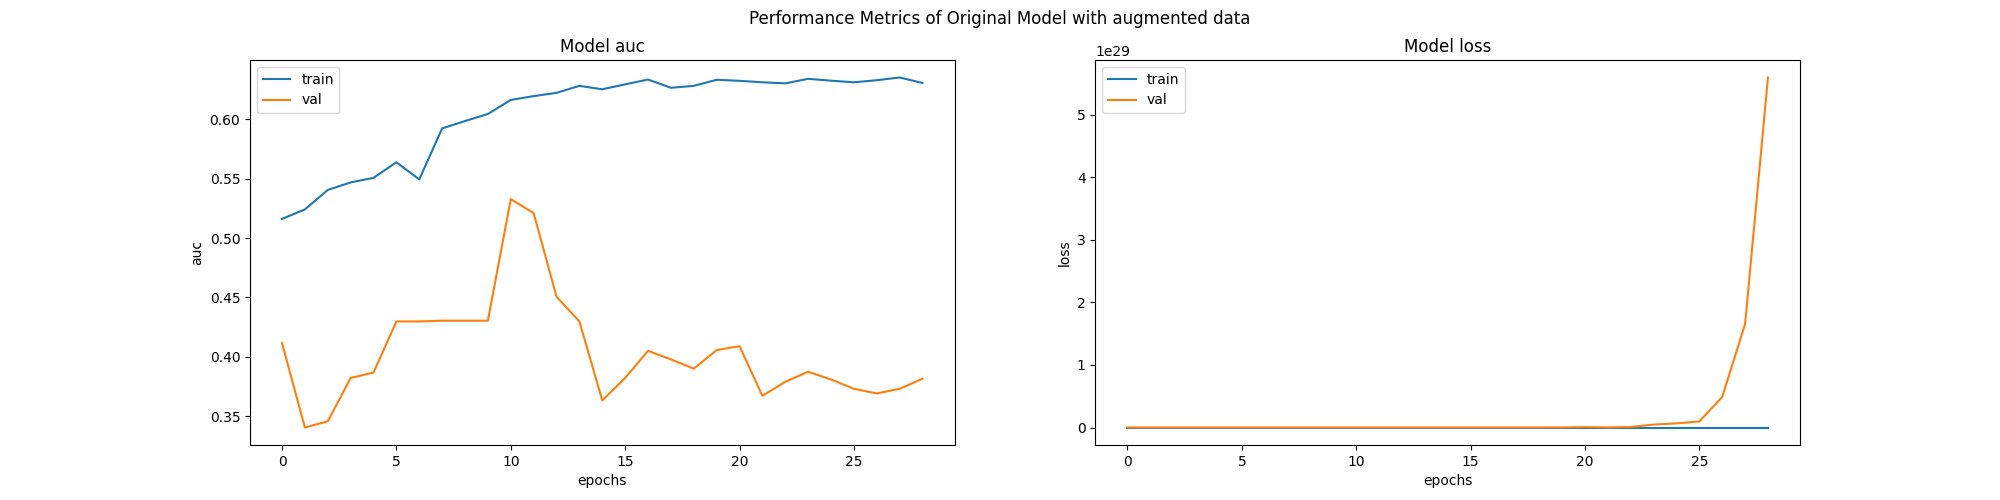 Performance Metrics of Original Model with augmented data
Model auc
train
val
0.60
0.55
0.50
0.45
0.40
0.35
auc
0 5 10 15 20 25
epochs
Model loss
1e29
train
val
5
4
3
2
1
0
loss
0 5 10 15 20 25
epochs